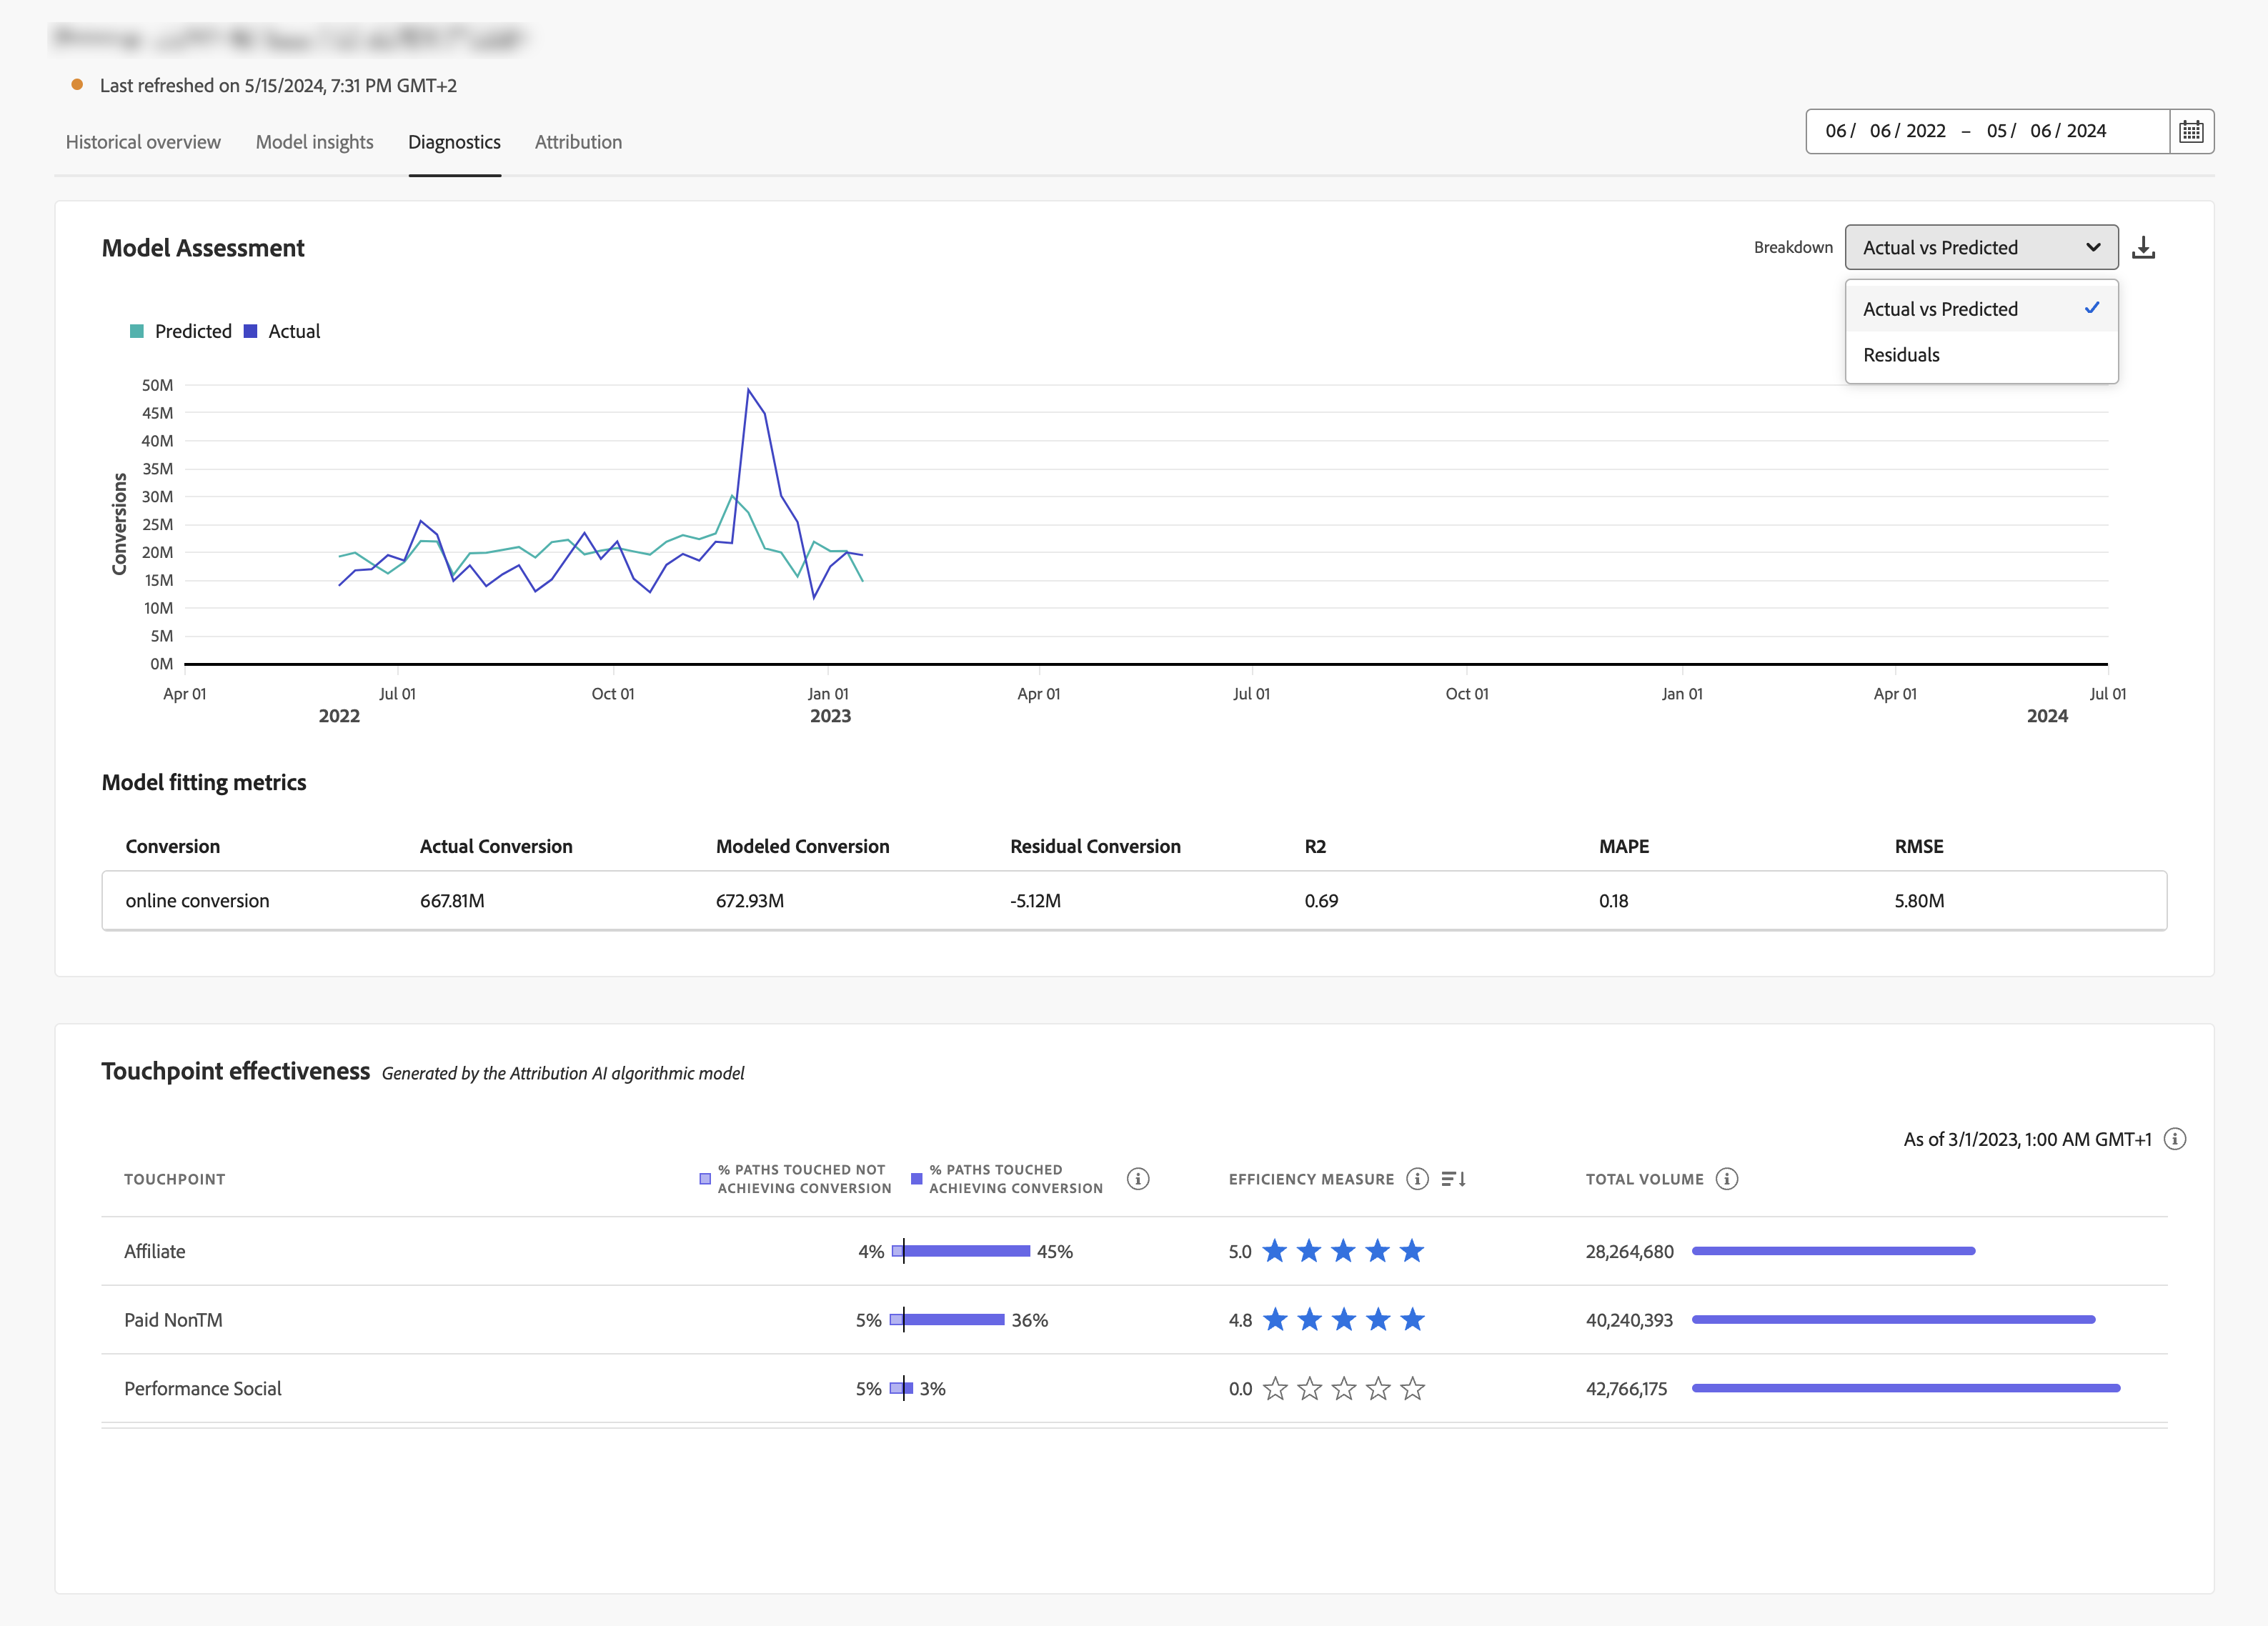 Last refreshed on 5/15/2024, 7:31 PM GMT+2
Historical overview Model insights Diagnostics Attribution
06/ 06/ 2022 – 05/ 06/ 2024
Model Assessment
Breakdown Actual vs Predicted
Actual vs Predicted
Residuals
Predicted Actual
Conversions
50M
45M
40M
35M
30M
25M
20M
15M
10M
5M
0M
Apr 01 Jul 01 Oct 01 Jan 01 Apr 01 Jul 01 Oct 01 Jan 01 Apr 01 Jul 01
2022 2023 2024
Model fitting metrics
Conversion Actual Conversion Modeled Conversion Residual Conversion R2 MAPE RMSE
online conversion 667.81M 672.93M -5.12M 0.69 0.18 5.80M
Touchpoint effectiveness Generated by the Attribution AI algorithmic model
As of 3/1/2023, 1:00 AM GMT+1
TOUCHPOINT
% PATHS TOUCHED NOT
ACHIEVING CONVERSION
% PATHS TOUCHED
ACHIEVING CONVERSION
EFFICIENCY MEASURE
TOTAL VOLUME
Affiliate 4% 45% 5.0 28,264,680
Paid NonTM 5% 36% 4.8 40,240,393
Performance Social 5% 3% 0.0 42,766,175